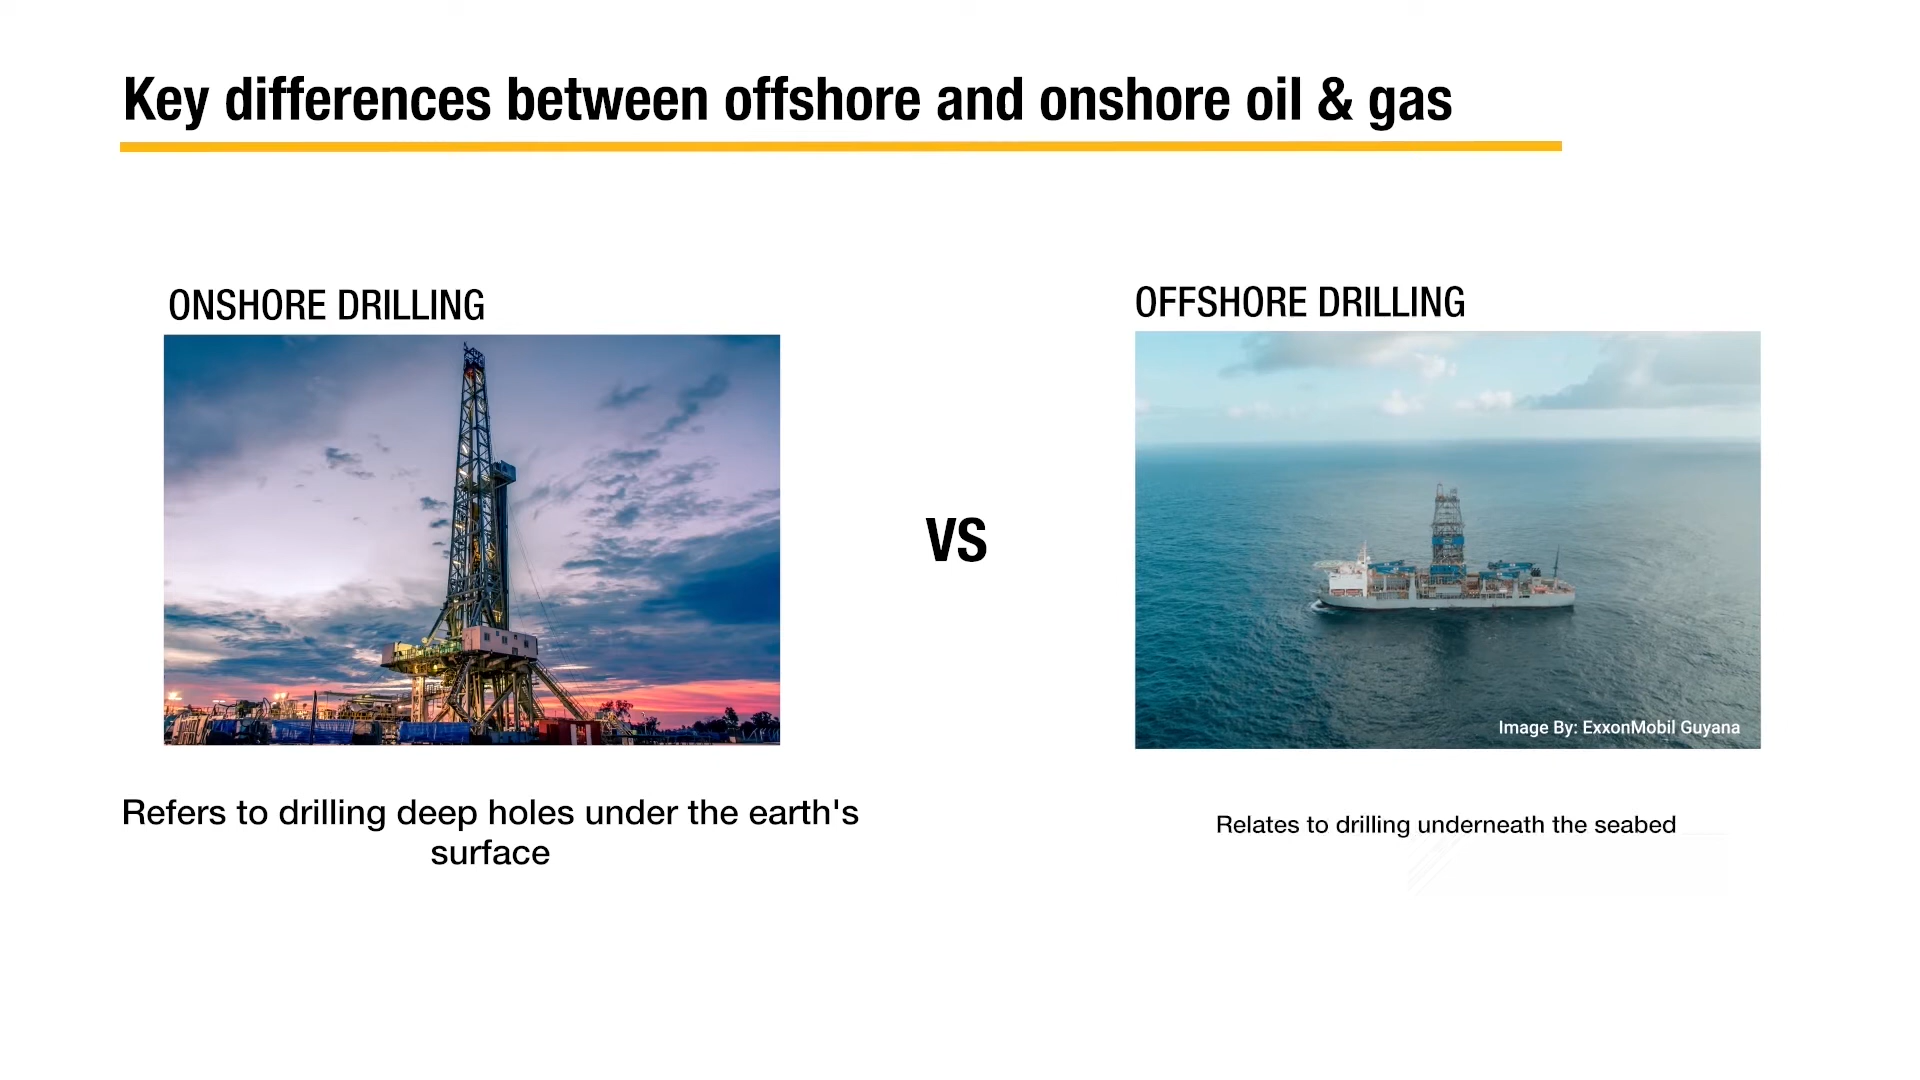 Key differences between offshore and onshore oil & gas
ONSHORE DRILLING
OFFSHORE DRILLING
VS
Image By: ExxonMobil Guyana
Refers to drilling deep holes under the earth's
surface
Relates to drilling underneath the seabed